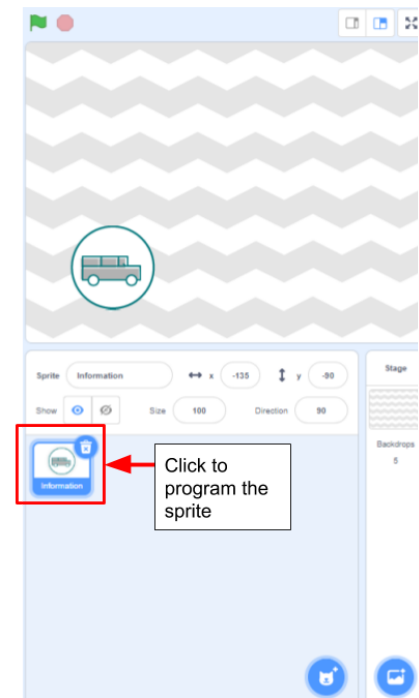 Stage
Sprite Information x -135 y -90
Show Size 100 Direction 90
Backdrops
5
Information
Click to
program the
sprite